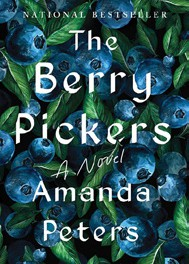 NATIONAL BESTSELLER
The
Berry
Pickers
A Novel
Amanda
Peters